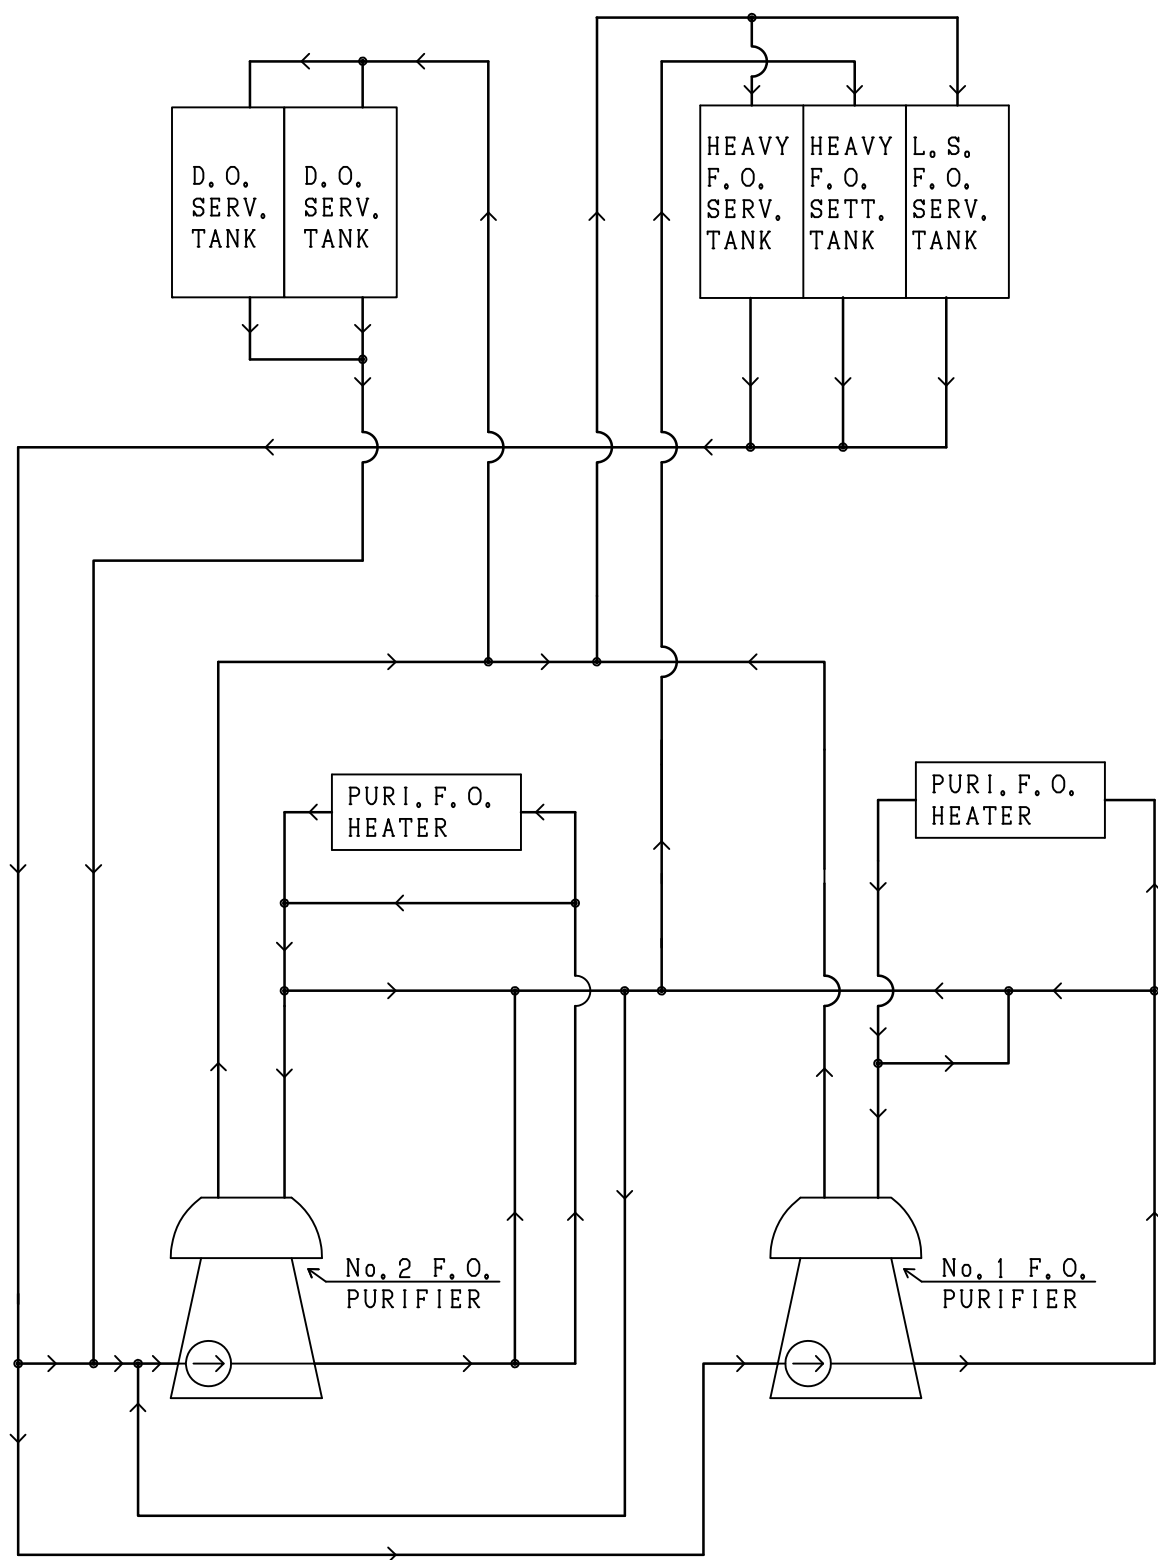 D.O.
SERV.
TANK
D.O.
SERV.
TANK
HEAVY
F.O.
SERV.
TANK
HEAVY
F.O.
SETT.
TANK
L.S.
F.O.
SERV.
TANK
PURI.F.O.
HEATER
PURI.F.O.
HEATER
No.2 F.O.
PURIFIER
No.1 F.O.
PURIFIER